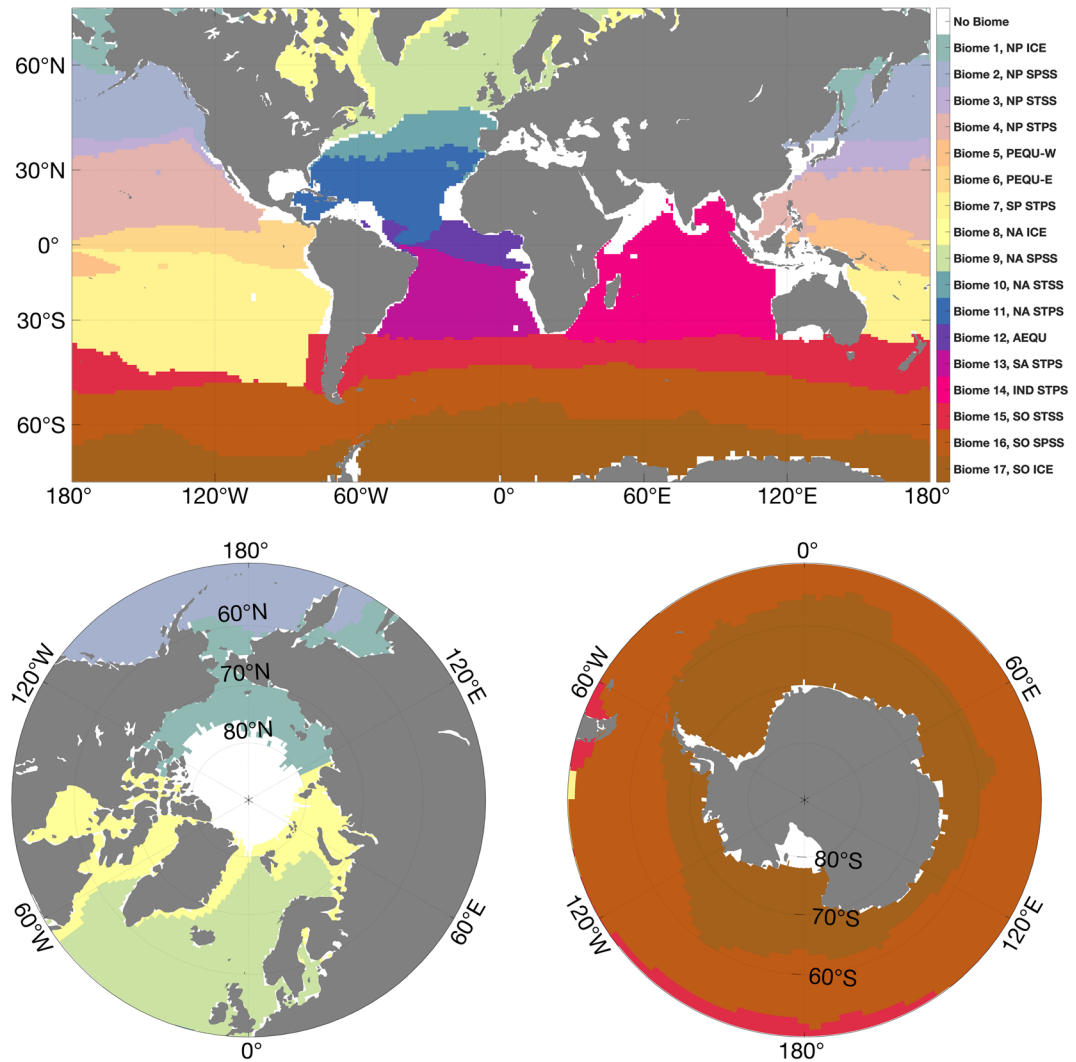 60°N
30°N
0°
30°S
60°S
180°
120°W
60°W
0°
60°E
120°E
180°
No Biome
Biome 1, NP ICE
Biome 2, NP SPSS
Biome 3, NP STSS
Biome 4, NP STPS
Biome 5, PEQU-W
Biome 6, PEQU-E
Biome 7, SP STPS
Biome 8, NA ICE
Biome 9, NA SPSS
Biome 10, NA STSS
Biome 11, NA STPS
Biome 12, AEQU
Biome 13, SA STPS
Biome 14, IND STPS
Biome 15, SO STSS
Biome 16, SO SPSS
Biome 17, SO ICE
180°
60°N
120°W
120°E
70°N
80°N
60°W
60°E
0°
0°
60°W
60°E
80°S
120°W
70°S
120°E
60°S
180°